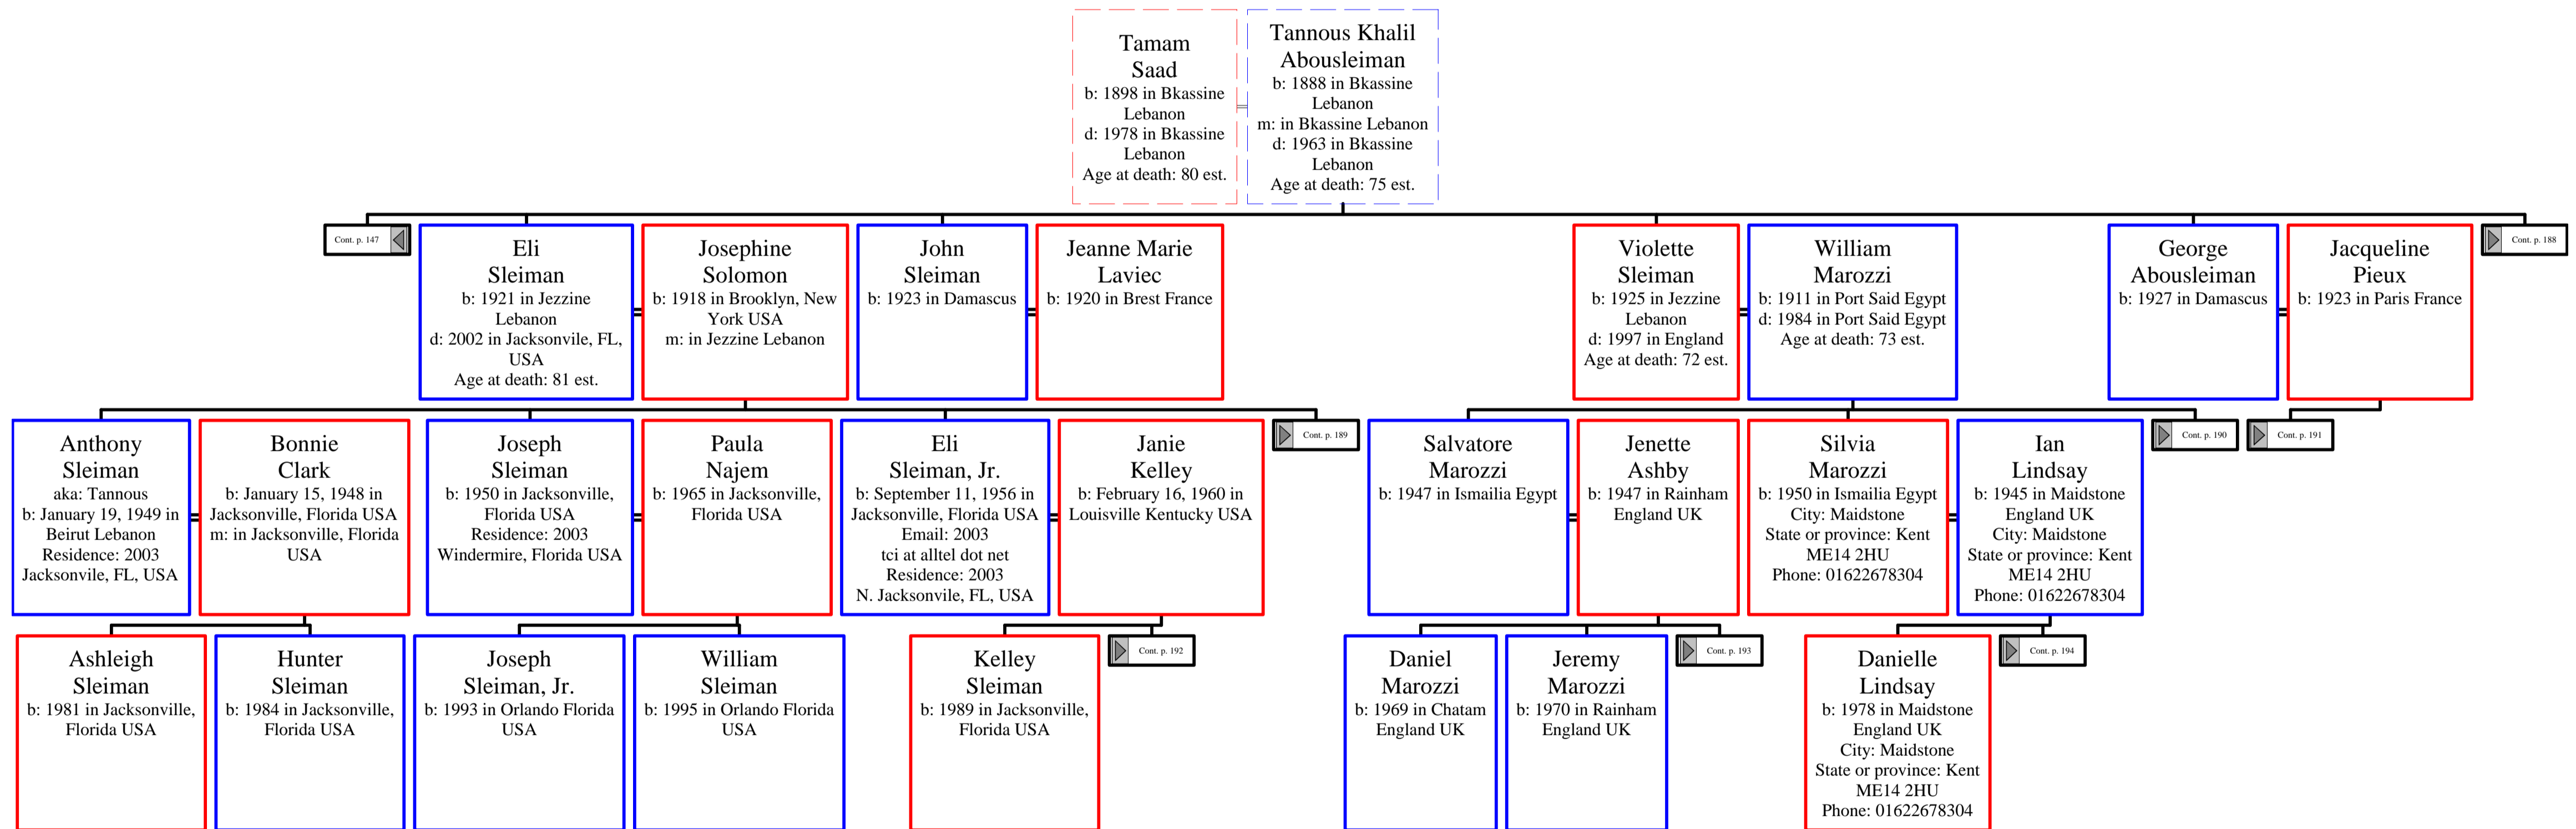 Tamam
Saad
b: 1898 in Bkassine
Lebanon
d: 1978 in Bkassine
Lebanon
Age at death: 80 est.
Tannous Khalil
Abousleiman
b: 1888 in Bkassine
Lebanon
m: in Bkassine Lebanon
d: 1963 in Bkassine
Lebanon
Age at death: 75 est.
Cont. p. 147
Eli
Sleiman
b: 1921 in Jezzine
Lebanon
d: 2002 in Jacksonvile, FL,
USA
Age at death: 81 est.
Josephine
Solomon
b: 1918 in Brooklyn, New
York USA
m: in Jezzine Lebanon
John
Sleiman
b: 1923 in Damascus
Jeanne Marie
Laviec
b: 1920 in Brest France
Violette
Sleiman
b: 1925 in Jezzine
Lebanon
d: 1997 in England
Age at death: 72 est.
William
Marozzi
b: 1911 in Port Said Egypt
d: 1984 in Port Said Egypt
Age at death: 73 est.
George
Abousleiman
b: 1927 in Damascus
Jacqueline
Pieux
b: 1923 in Paris France
Cont. p. 188
Anthony
Sleiman
aka: Tannous
b: January 19, 1949 in
Beirut Lebanon
Residence: 2003
Jacksonvile, FL, USA
Bonnie
Clark
b: January 15, 1948 in
Jacksonville, Florida USA
m: in Jacksonville, Florida
USA
Joseph
Sleiman
b: 1950 in Jacksonville,
Florida USA
Residence: 2003
Windermire, Florida USA
Paula
Najem
b: 1965 in Jacksonville,
Florida USA
Eli
Sleiman, Jr.
b: September 11, 1956 in
Jacksonville, Florida USA
Email: 2003
tci at alltel dot net
Residence: 2003
N. Jacksonvile, FL, USA
Janie
Kelley
b: February 16, 1960 in
Louisville Kentucky USA
Cont. p. 189
Salvatore
Marozzi
b: 1947 in Ismailia Egypt
Jenette
Ashby
b: 1947 in Rainham
England UK
Silvia
Marozzi
b: 1950 in Ismailia Egypt
City: Maidstone
State or province: Kent
ME14 2HU
Phone: 01622678304
Ian
Lindsay
b: 1945 in Maidstone
England UK
City: Maidstone
State or province: Kent
ME14 2HU
Phone: 01622678304
Cont. p. 190
Cont. p. 191
Ashleigh
Sleiman
b: 1981 in Jacksonville,
Florida USA
Hunter
Sleiman
b: 1984 in Jacksonville,
Florida USA
Joseph
Sleiman, Jr.
b: 1993 in Orlando Florida
USA
William
Sleiman
b: 1995 in Orlando Florida
USA
Kelley
Sleiman
b: 1989 in Jacksonville,
Florida USA
Cont. p. 192
Daniel
Marozzi
b: 1969 in Chatam
England UK
Jeremy
Marozzi
b: 1970 in Rainham
England UK
Cont. p. 193
Danielle
Lindsay
b: 1978 in Maidstone
England UK
City: Maidstone
State or province: Kent
ME14 2HU
Phone: 01622678304
Cont. p. 194